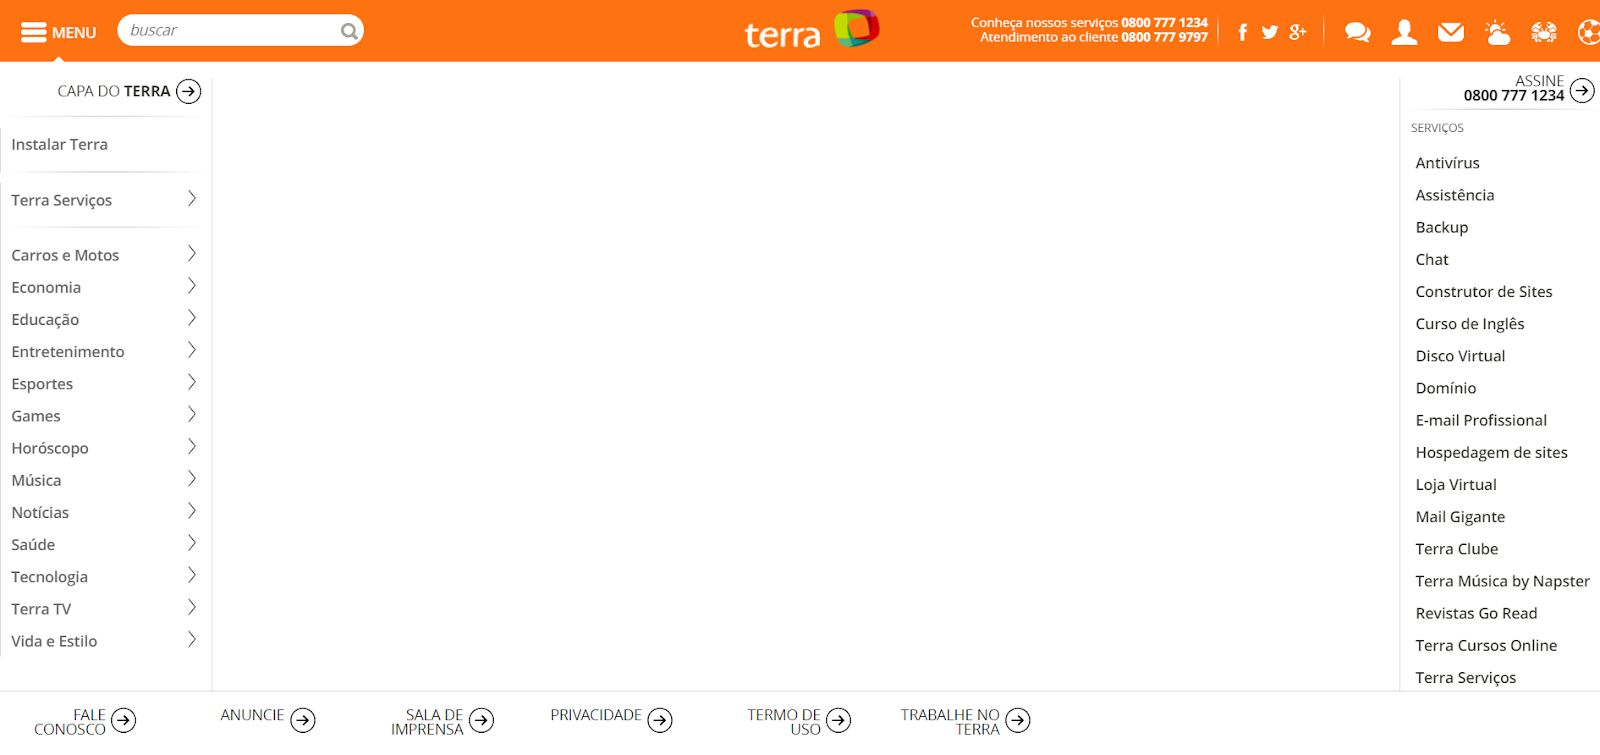 MENU
buscar
terra
Conheça nossos serviços 0800 777 1234
Atendimento ao cliente 0800 777 9797
CAPA DO TERRA
Instalar Terra
Terra Serviços
Carros e Motos
Economia
Educação
Entretenimento
Esportes
Games
Horóscopo
Música
Notícias
Saúde
Tecnologia
Terra TV
Vida e Estilo
ASSINE
0800 777 1234
SERVIÇOS
Antivírus
Assistência
Backup
Chat
Construtor de Sites
Curso de Inglês
Disco Virtual
Domínio
E-mail Profissional
Hospedagem de sites
Loja Virtual
Mail Gigante
Terra Clube
Terra Música by Napster
Revistas Go Read
Terra Cursos Online
Terra Serviços
FALE
CONOSCO
ANUNCIE
SALA DE
IMPRENSA
PRIVACIDADE
TERMO DE
USO
TRABALHE NO
TERRA